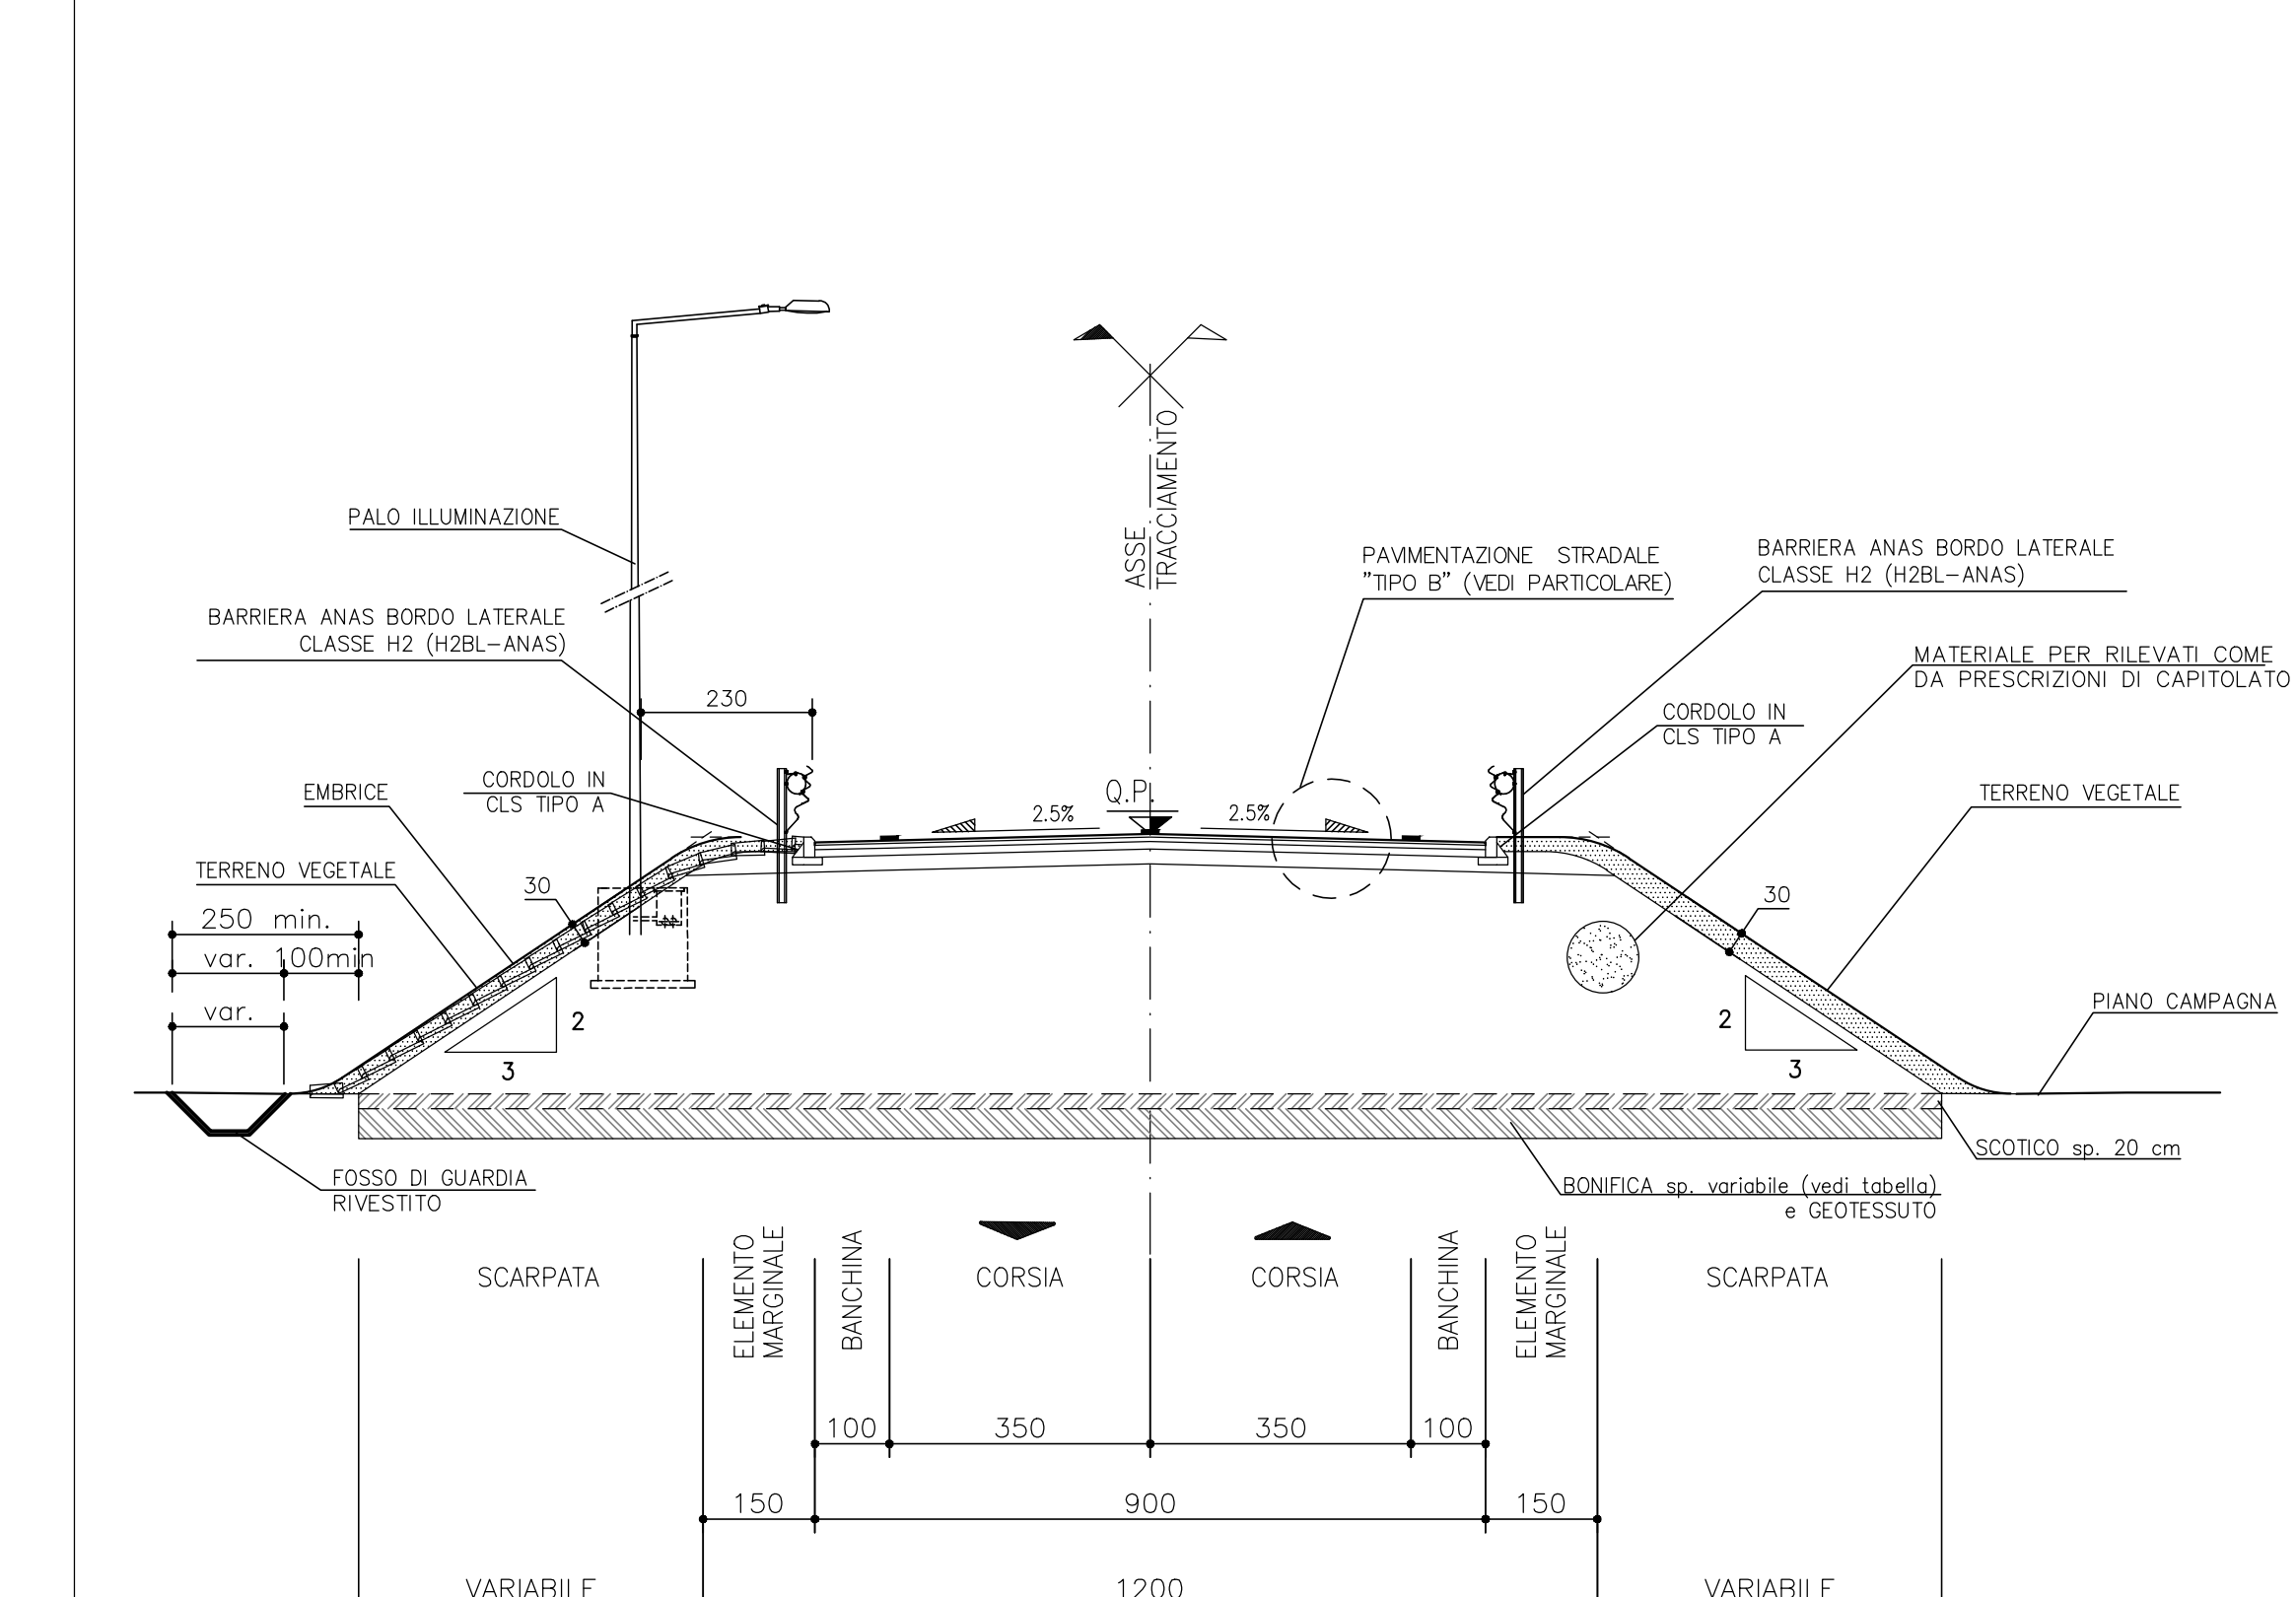 ASSE
TRACCIAMENTO
PALO ILLUMINAZIONE
BARRIERA ANAS BORDO LATERALE
CLASSE H2 (H2BL-ANAS)
PAVIMENTAZIONE STRADALE
"TIPO B" (VEDI PARTICOLARE)
BARRIERA ANAS BORDO LATERALE
CLASSE H2 (H2BL-ANAS)
MATERIALE PER RILEVATI COME
DA PRESCRIZIONI DI CAPITOLATO
230
CORDOLO IN
CLS TIPO A
CORDOLO IN
CLS TIPO A
EMBRICE
Q.P.
2.5%
2.5%
TERRENO VEGETALE
TERRENO VEGETALE
30
30
250 min.
var. 100min
var.
2
3
2
3
PIANO CAMPAGNA
SCOTICO sp. 20 cm
FOSSO DI GUARDIA
RIVESTITO
BONIFICA sp. variabile (vedi tabella)
e GEOTESSUTO
SCARPATA
ELEMENTO
MARGINALE
BANCHINA
CORSIA
CORSIA
BANCHINA
ELEMENTO
MARGINALE
SCARPATA
100
350
350
100
150
900
150
VARIABILE
1200
VARIABILE